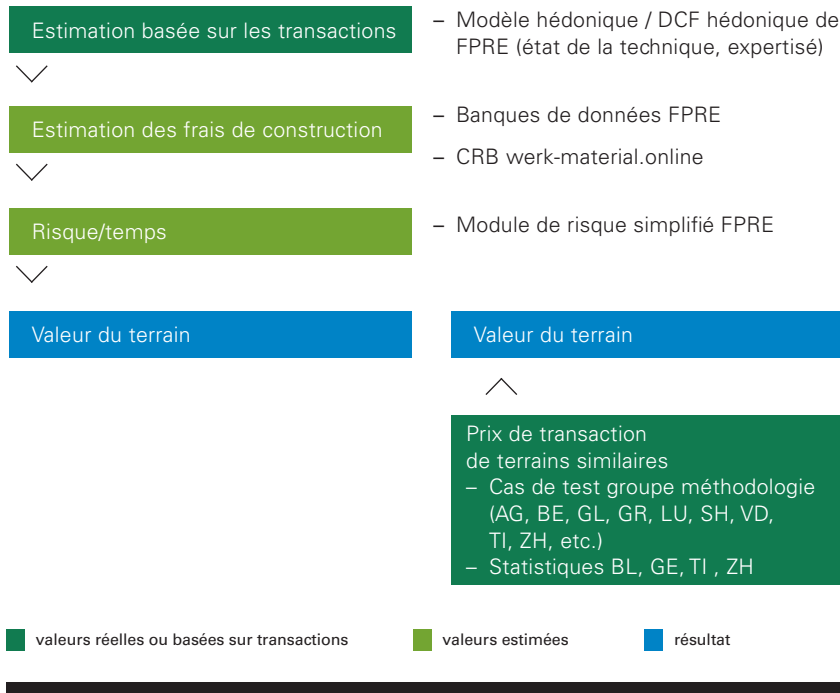 Estimation basée sur les transactions
– Modèle hédonique / DCF hédonique de
FPRE (état de la technique, expertisé)
Estimation des frais de construction
– Banques de données FPRE
– CRB werk-material.online
Risque/temps
– Module de risque simplifié FPRE
Valeur du terrain
Valeur du terrain
Prix de transaction
de terrains similaires
– Cas de test groupe méthodologie
(AG, BE, GL, GR, LU, SH, VD,
TI, ZH, etc.)
– Statistiques BL, GE, TI , ZH
valeurs réelles ou basées sur transactions
valeurs estimées
résultat